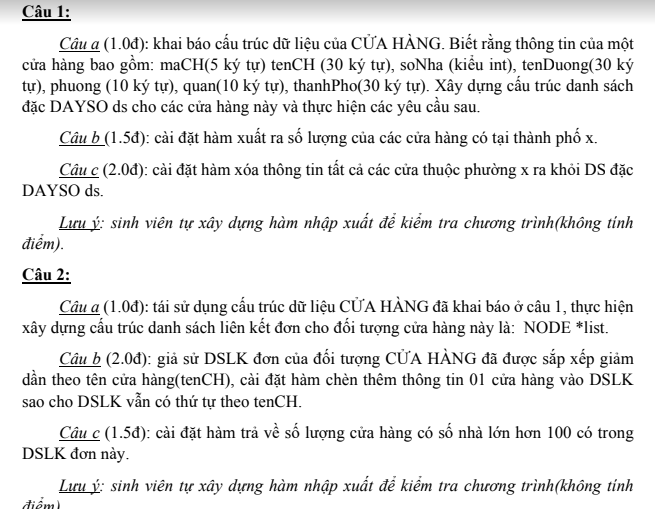 Câu 1:
Câu a (1.0đ): khai báo cấu trúc dữ liệu của CỬA HÀNG. Biết rằng thông tin của một
cửa hàng bao gồm: maCH(5 ký tự) tenCH (30 ký tự), soNha (kiểu int), tenDuong(30 ký
tự), phuong (10 ký tự), quan(10 ký tự), thanhPho(30 ký tự). Xây dựng cấu trúc danh sách
đặc DAYSO ds cho các cửa hàng này và thực hiện các yêu cầu sau.
Câu b (1.5đ): cài đặt hàm xuất ra số lượng của các cửa hàng có tại thành phố x.
Câu c (2.0đ): cài đặt hàm xóa thông tin tất cả các cửa thuộc phường x ra khỏi DS đặc
DAYSO ds.
Lưu ý: sinh viên tự xây dựng hàm nhập xuất để kiểm tra chương trình(không tính
điểm).
Câu 2:
Câu a (1.0đ): tái sử dụng cấu trúc dữ liệu CỬA HÀNG đã khai báo ở câu 1, thực hiện
xây dựng cấu trúc danh sách liên kết đơn cho đối tượng cửa hàng này là: NODE *list.
Câu b (2.0đ): giả sử DSLK đơn của đối tượng CỬA HÀNG đã được sắp xếp giảm
dần theo tên cửa hàng(tenCH), cài đặt hàm chèn thêm thông tin 01 cửa hàng vào DSLK
sao cho DSLK vẫn có thứ tự theo tenCH.
Câu c (1.5đ): cài đặt hàm trả về số lượng cửa hàng có số nhà lớn hơn 100 có trong
DSLK đơn này.
Lưu ý: sinh viên tự xây dựng hàm nhập xuất để kiểm tra chương trình(không tính
điểm)